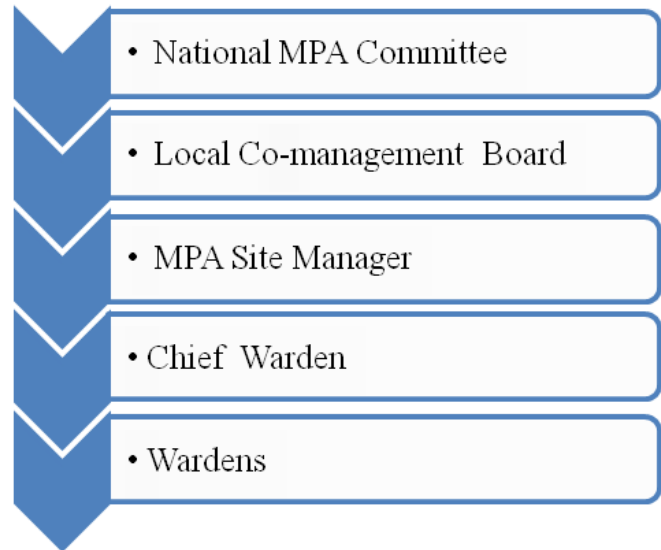 • National MPA Committee
• Local Co-management Board
• MPA Site Manager
• Chief Warden
• Wardens